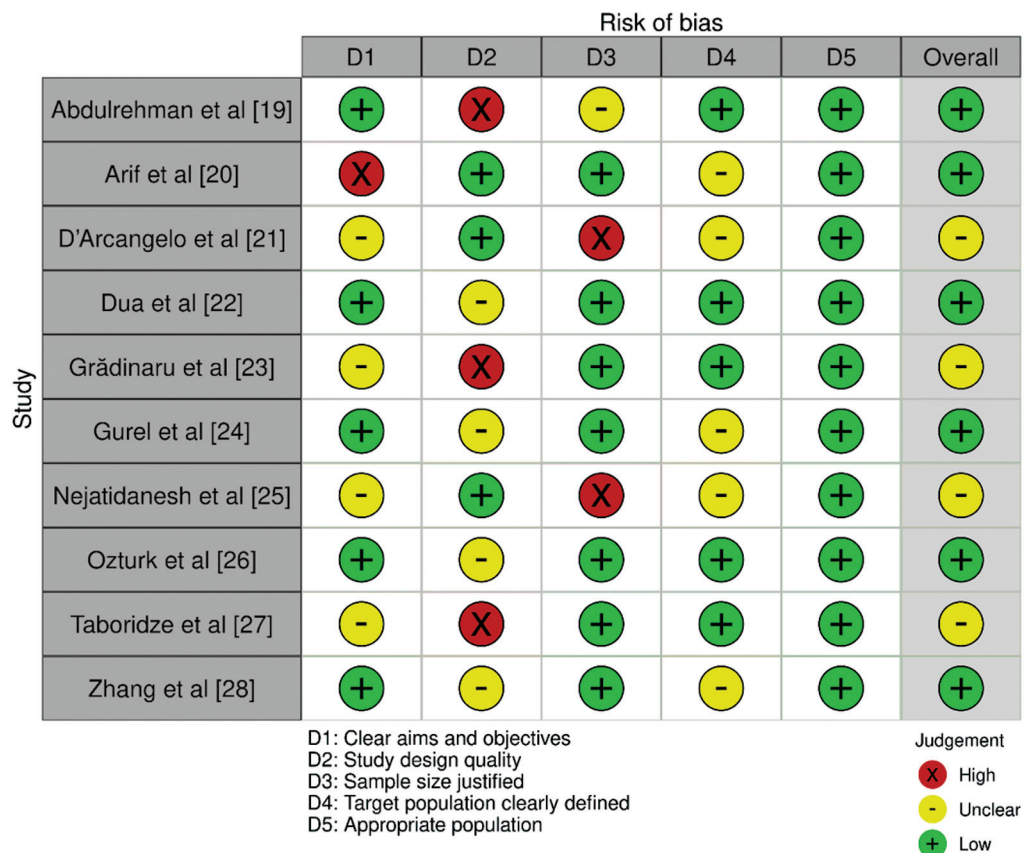 Risk of bias
D1 D2 D3 D4 D5 Overall
Study
Abdulrehman et al [19] + X - + + +
Arif et al [20] X + + - + +
D'Arcangelo et al [21] - + X - + -
Dua et al [22] + - + + + +
Grădinaru et al [23] - X + + + -
Gurel et al [24] + - + - + +
Nejatidanesh et al [25] - + X - + -
Ozturk et al [26] + - + + + +
Taboridze et al [27] - X + + + -
Zhang et al [28] + - + - + +
D1: Clear aims and objectives
D2: Study design quality
D3: Sample size justified
D4: Target population clearly defined
D5: Appropriate population
Judgement
X High
- Unclear
+ Low